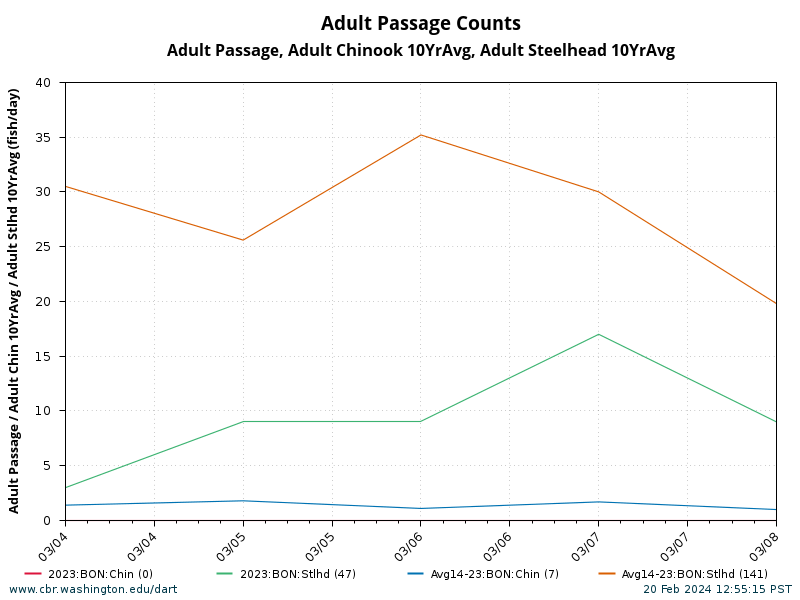 Adult Passage Counts
Adult Passage, Adult Chinook 10YrAvg, Adult Steelhead 10YrAvg
Adult Passage / Adult Chin 10YrAvg / Adult Stlhd 10YrAvg (fish/day)
40
35
30
25
20
15
10
5
0
03/04 03/04 03/05 03/05 03/06 03/06 03/07 03/07 03/08
2023:BON:Chin (0) 2023:BON:Stlhd (47) Avg14-23:BON:Chin (7) Avg14-23:BON:Stlhd (141)
www.cbr.washington.edu/dart 20 Feb 2024 12:55:15 PST